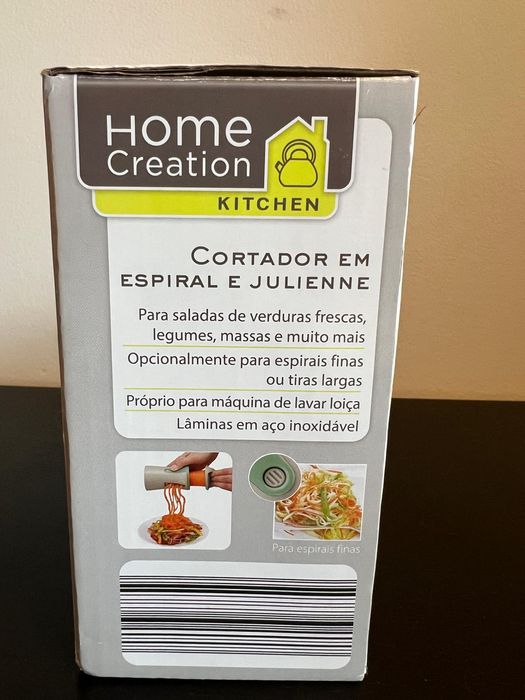 Home
Creation
KITCHEN
CORTADOR EM
ESPIRAL E JULIENNE
Para saladas de verduras frescas,
legumes, massas e muito mais
Opcionalmente para espirais finas
ou tiras largas
Próprio para máquina de lavar loiça
Lâminas em aço inoxidável
Para espirais finas